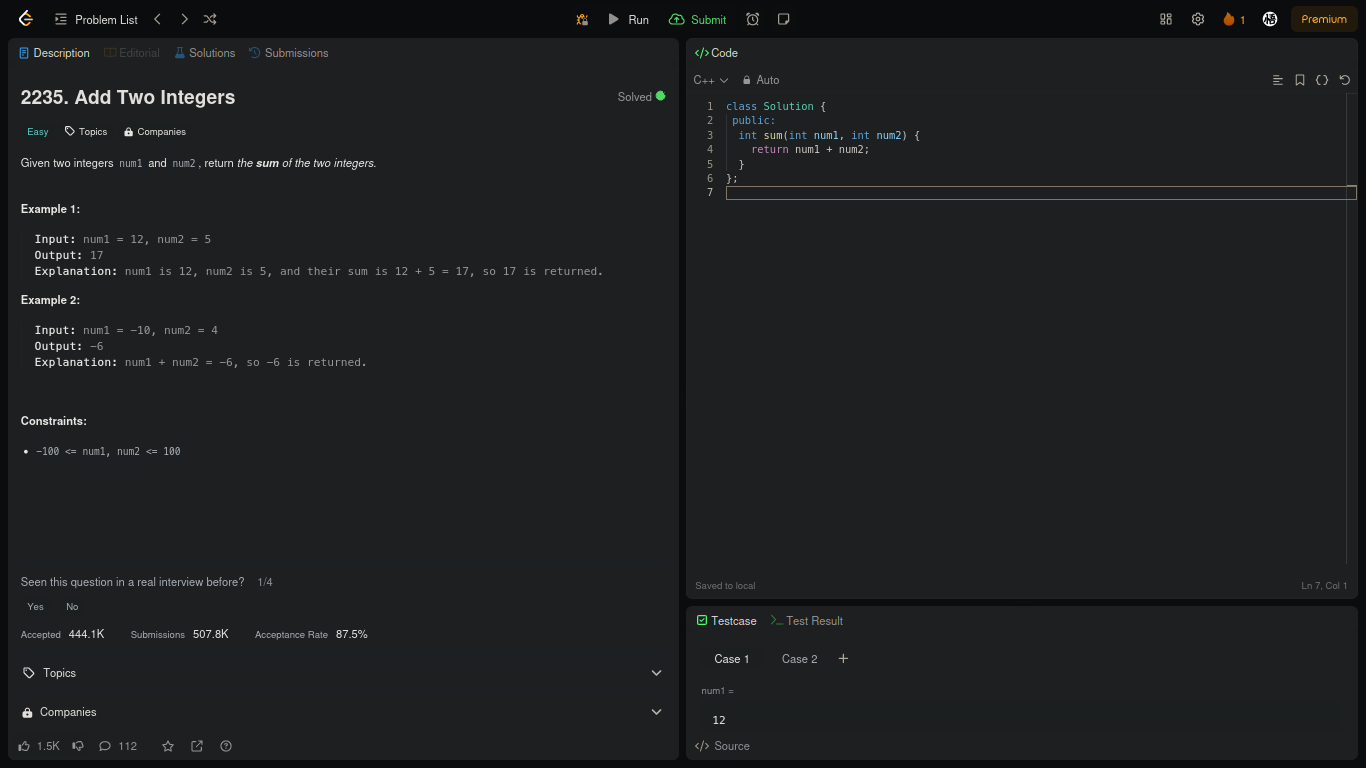 Problem List
Run
Submit
1
Premium
Description
Editorial
Solutions
Submissions
2235. Add Two Integers
Solved
Easy
Topics
Companies
Given two integers num1 and num2, return the sum of the two integers.
Example 1:
Input: num1 = 12, num2 = 5
Output: 17
Explanation: num1 is 12, num2 is 5, and their sum is 12 + 5 = 17, so 17 is returned.
Example 2:
Input: num1 = −10, num2 = 4
Output: −6
Explanation: num1 + num2 = −6, so −6 is returned.
Constraints:
• −100 <= num1, num2 <= 100
Seen this question in a real interview before? 1/4
Yes No
Accepted 444.1K Submissions 507.8K Acceptance Rate 87.5%
Topics
Companies
1.5K
112
</> Code
C++
Auto
1 class Solution {
2 public:
3 int sum(int num1, int num2) {
4 return num1 + num2;
5 }
6 };
7
Saved to local
Ln 7, Col 1
Testcase
>_ Test Result
Case 1 Case 2 +
num1 =
12
</> Source